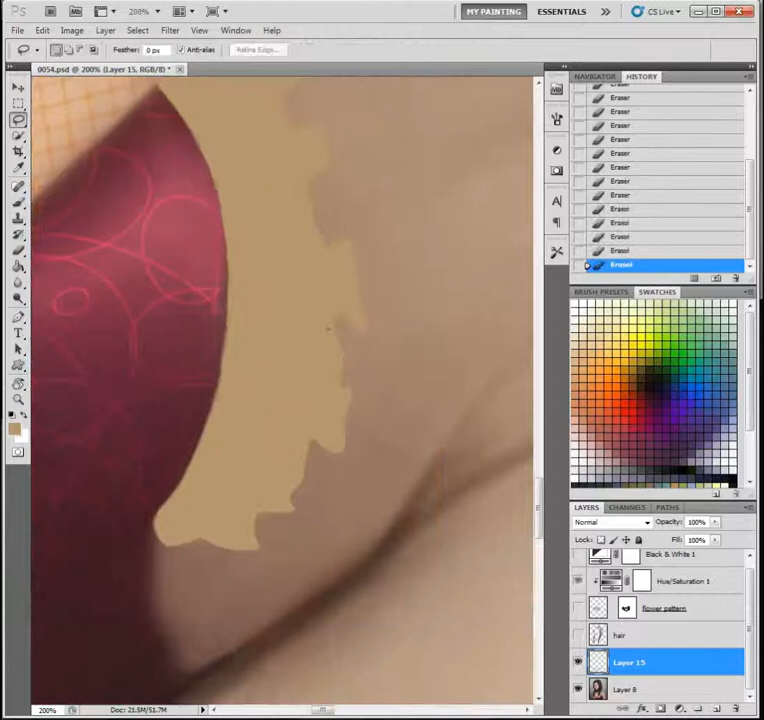 Ps Br Mb 200% MY PAINTING ESSENTIALS CS Live
File Edit Image Layer Select Filter View Window Help
Feather: 0 px Anti-alias Refine Edge...
0054.psd @ 200% (Layer 15, RGB/8) *
NAVIGATOR HISTORY
Eraser
Eraser
Eraser
Eraser
Eraser
Eraser
Eraser
Eraser
Eraser
Eraser
Eraser
Eraser
Eraser
Eraser
BRUSH PRESETS SWATCHES
LAYERS CHANNELS PATHS
Normal Opacity: 100%
Lock: Fill: 100%
Black & White 1
Hue/Saturation 1
flower pattern
hair
Layer 15
Layer 8
200% Doc: 21.5M/51.7M